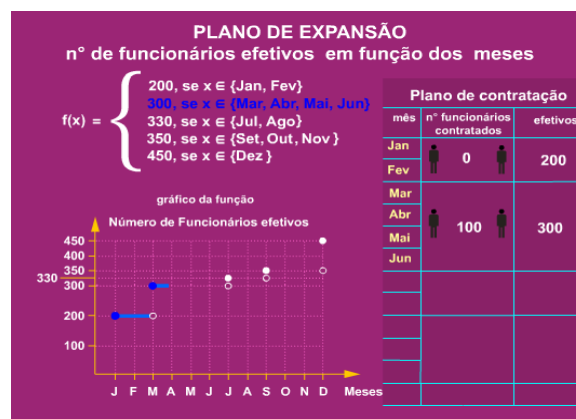 PLANO DE EXPANSÃO
n° de funcionários efetivos em função dos meses
f(x) =
200, se x ∈ {Jan, Fev}
300, se x ∈ {Mar, Abr, Mai, Jun}
330, se x ∈ {Jul, Ago}
350, se x ∈ {Set, Out, Nov }
450, se x ∈ {Dez }
Plano de contratação
mês n° funcionários contratados efetivos
Jan
Fev
0 200
Mar
Abr
Mai
Jun
100 300
gráfico da função
Número de Funcionários efetivos
450
400
350
330
300
200
100
J F M A M J J A S O N D Meses